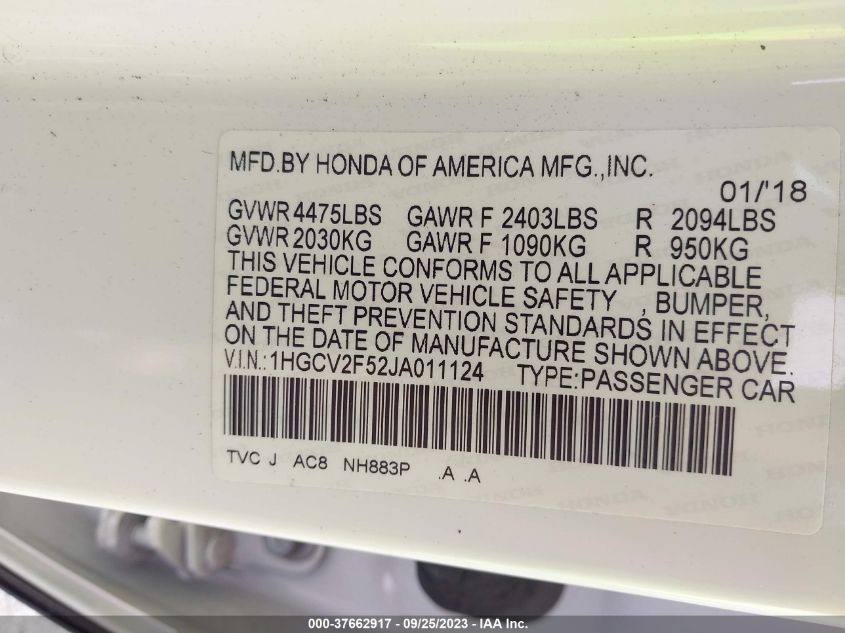 MFD.BY HONDA OF AMERICA MFG.,INC.
01/'18
GVWR 4475LBS GAWR F 2403LBS R 2094LBS
GVWR 2030KG GAWR F 1090KG R 950KG
THIS VEHICLE CONFORMS TO ALL APPLICABLE
FEDERAL MOTOR VEHICLE SAFETY , BUMPER,
AND THEFT PREVENTION STANDARDS IN EFFECT
ON THE DATE OF MANUFACTURE SHOWN ABOVE.
V.I.N.:1HGCV2F52JA011124 TYPE:PASSENGER CAR
TVC J AC8 NH883P .A .A
000-37662917 - 09/25/2023 - IAA Inc.